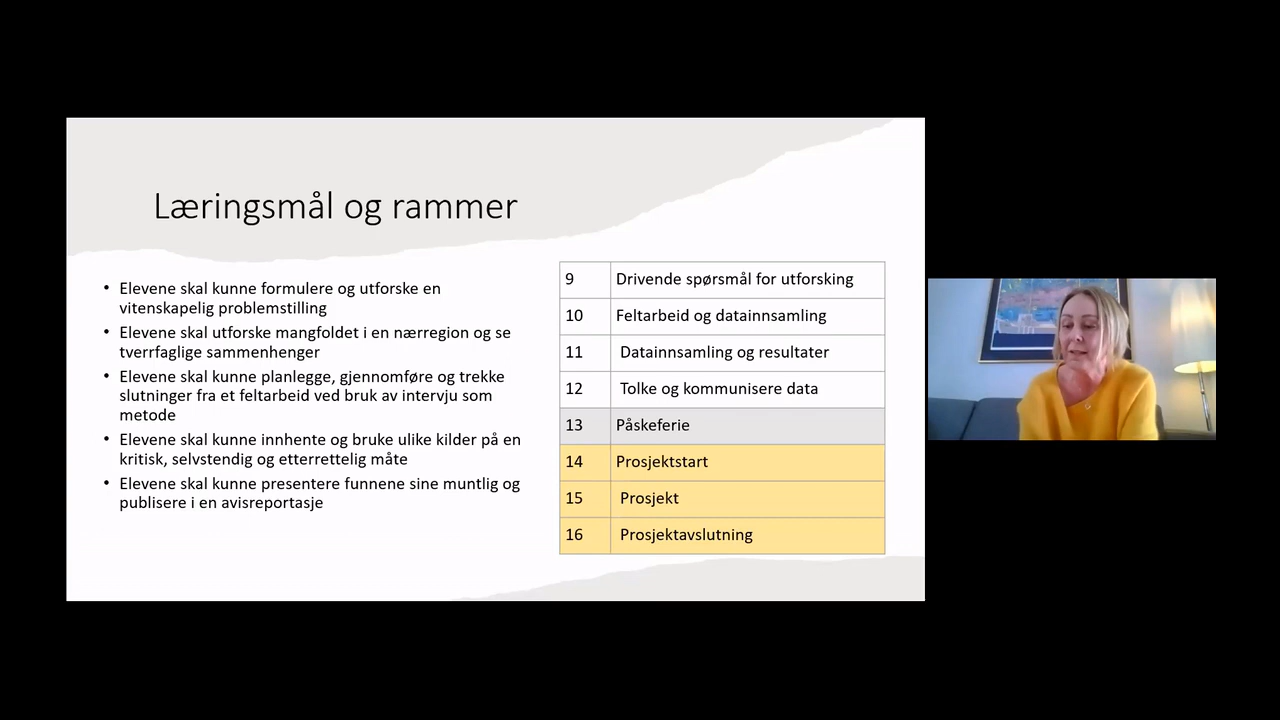 Læringsmål og rammer
• Elevene skal kunne formulere og utforske en
vitenskapelig problemstilling
• Elevene skal utforske mangfoldet i en nærregion og se
tverrfaglige sammenhenger
• Elevene skal kunne planlegge, gjennomføre og trekke
slutninger fra et feltarbeid ved bruk av intervju som
metode
• Elevene skal kunne innhente og bruke ulike kilder på en
kritisk, selvstendig og etterrettelig måte
• Elevene skal kunne presentere funnene sine muntlig og
publisere i en avisreportasje
9 Drivende spørsmål for utforsking
10 Feltarbeid og datainnsamling
11 Datainnsamling og resultater
12 Tolke og kommunisere data
13 Påskeferie
14 Prosjektstart
15 Prosjekt
16 Prosjektavslutning